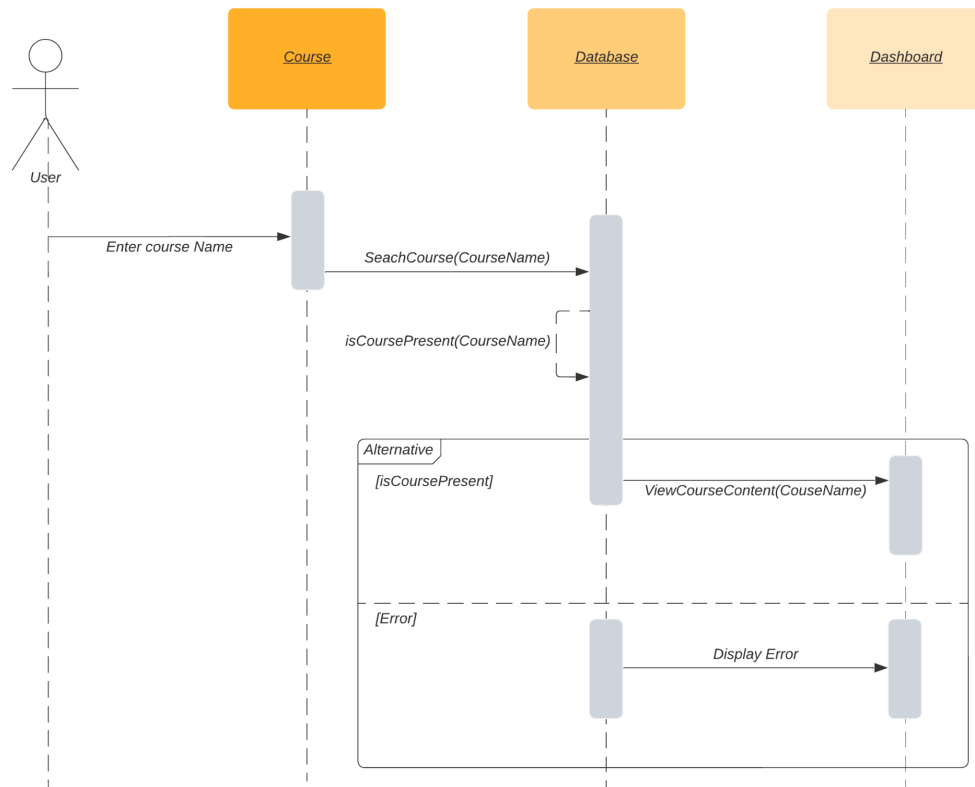 Course
Database
Dashboard
User
Enter course Name
SeachCourse(CourseName)
isCoursePresent(CourseName)
Alternative
[isCoursePresent]
ViewCourseContent(CouseName)
[Error]
Display Error